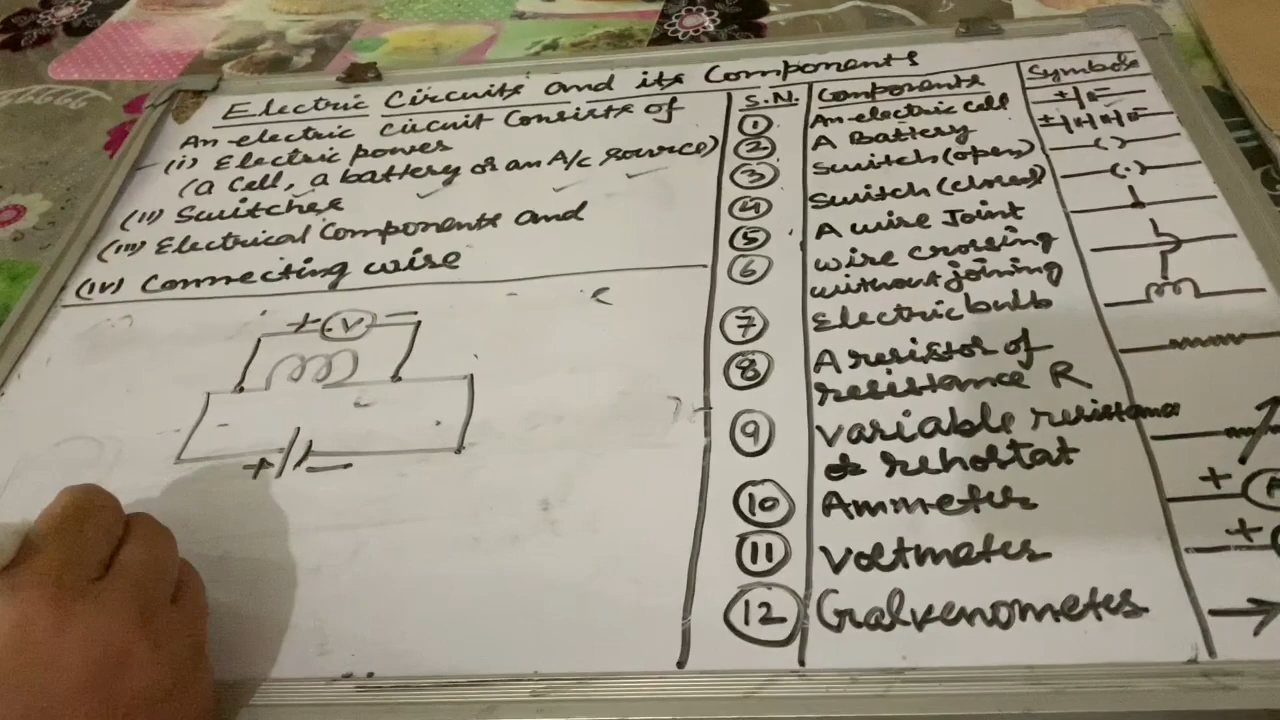 Electric Circuits and its Components
An electric circuit consists of
(i) Electric power
(a cell, a battery or an A/c source)
(ii) Switches
(iii) Electrical Components and
(iv) Connecting wire
+ V -
+ -
S.N. Components Symbols
1 An electric cell + -
2 A Battery + -
3 Switch (open) ( )
4 Switch (closed) (.)
5 A wire Joint
6 wire crossing
without joining
7 Electric bulb
8 A resistor of
resistance R
9 variable resistance
or rehostat
10 Ammeter + A
11 Voltmeter +
12 Galvenometer